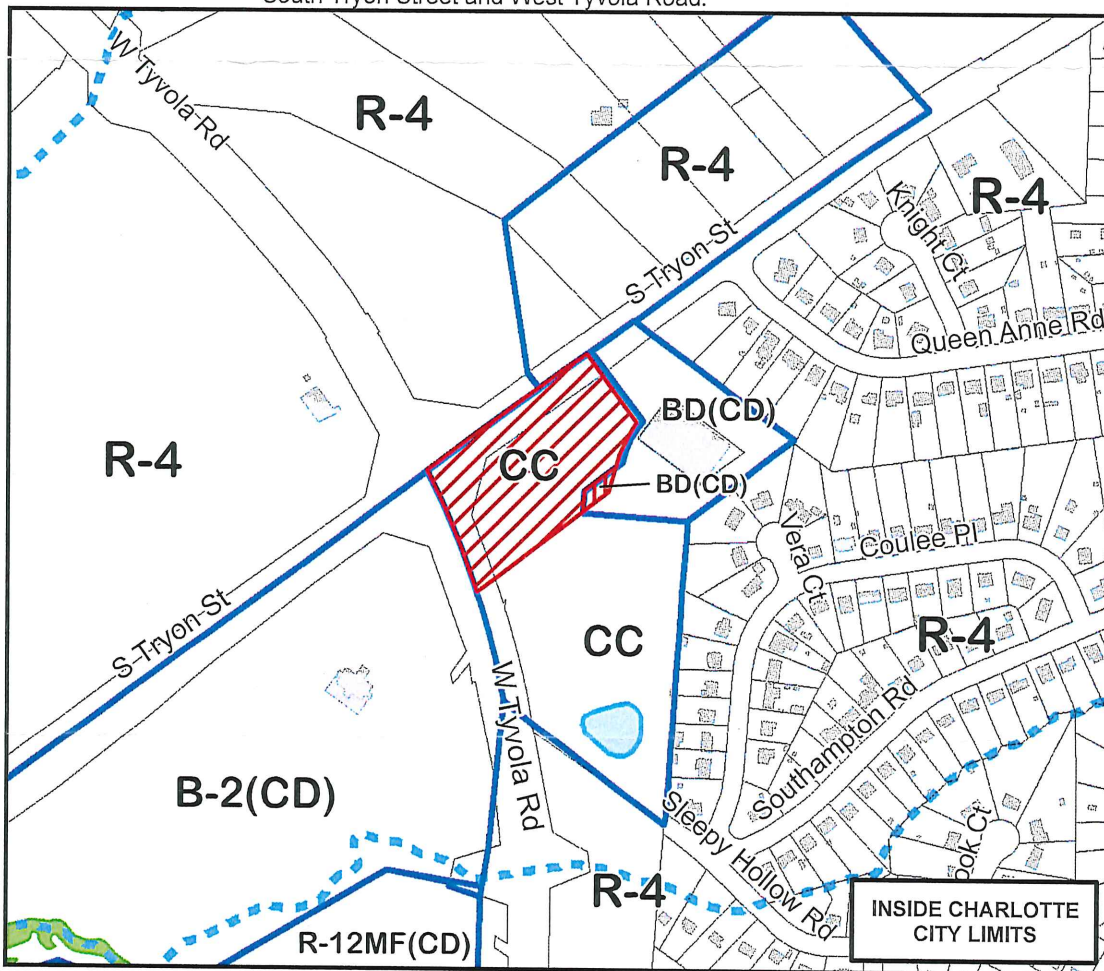 South Tryon Street and West Tyvola Road.
W Tyvola Rd
R-4
R-4
R-4
Knight Ct
S Tryon St
Queen Anne Rd
BD(CD)
R-4
CC
BD(CD)
Vera Ct
Coulee Pl
S Tryon St
CC
R-4
W Tyvola Rd
Southampton Rd
B-2(CD)
Sleepy Hollow Rd
ook Ct
R-4
R-12MF(CD)
INSIDE CHARLOTTE
CITY LIMITS